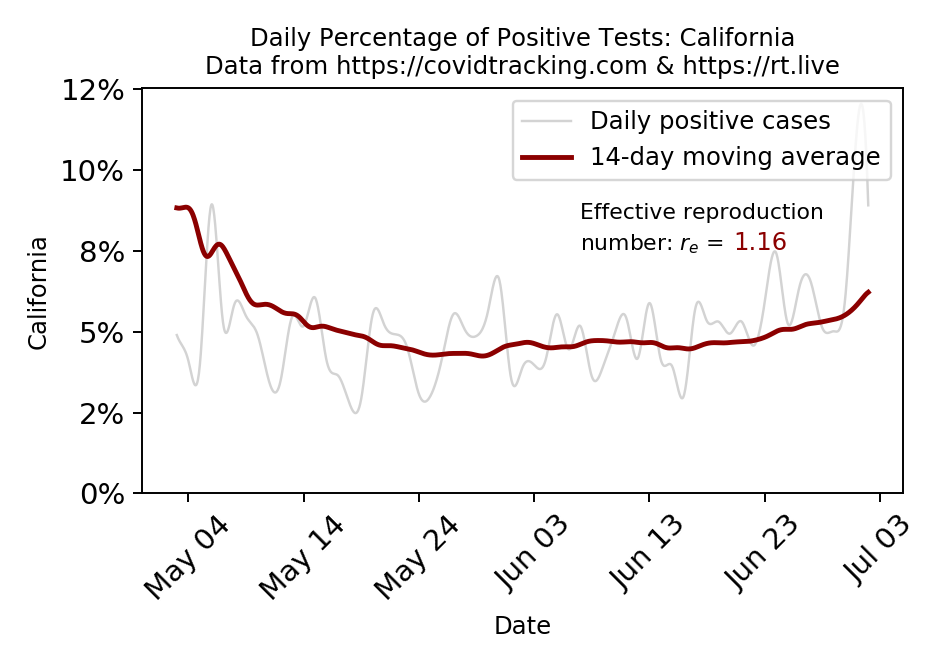 Daily Percentage of Positive Tests: California
Data from https://covidtracking.com & https://rt.live
12%
10%
8%
5%
2%
0%
California
Daily positive cases
14-day moving average
Effective reproduction
number: rₑ = 1.16
May 04
May 14
May 24
Jun 03
Jun 13
Jun 23
Jul 03
Date